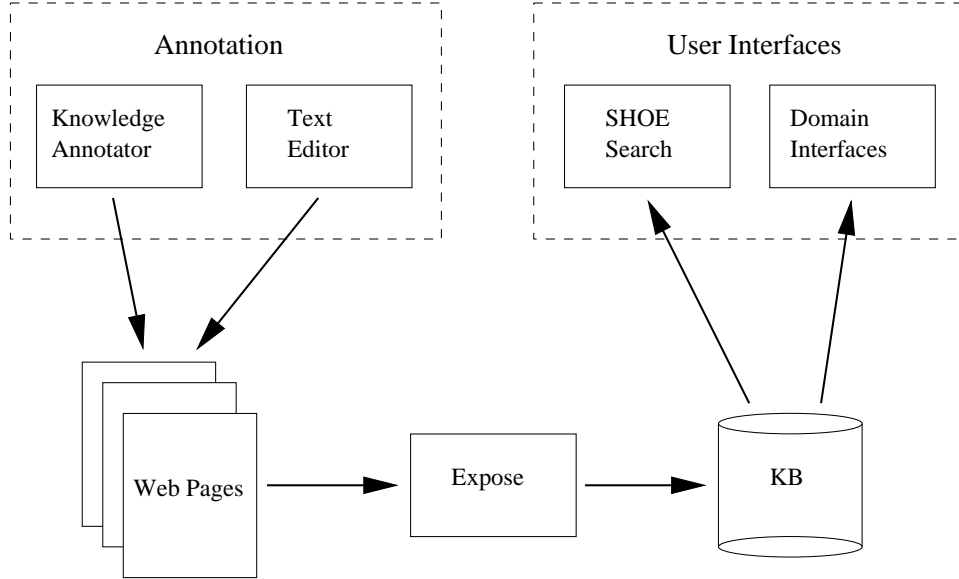 Annotation
Knowledge
Annotator
Text
Editor
User Interfaces
SHOE
Search
Domain
Interfaces
Web Pages
Expose
KB